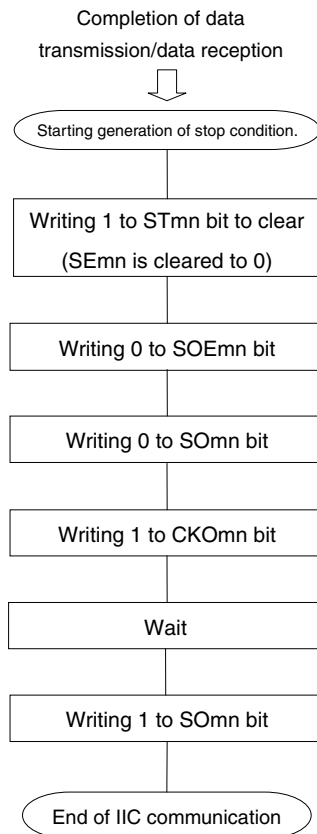 Completion of data
transmission/data reception
Starting generation of stop condition.
Writing 1 to STmn bit to clear
(SEmn is cleared to 0)
Writing 0 to SOEmn bit
Writing 0 to SOmn bit
Writing 1 to CKOmn bit
Wait
Writing 1 to SOmn bit
End of IIC communication